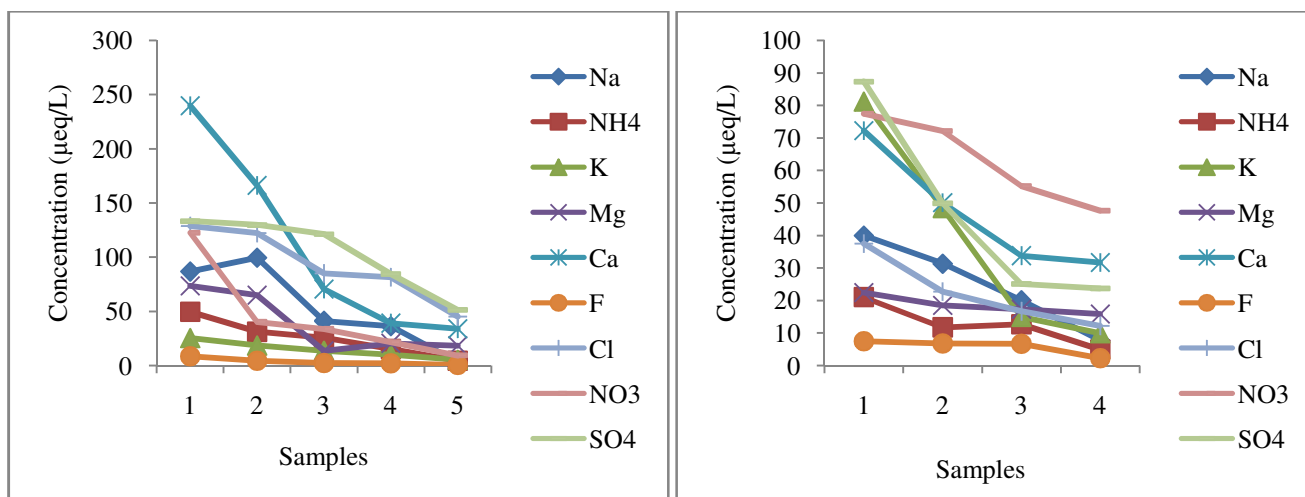 Concentration (µeq/L)
300
250
200
150
100
50
0
1 2 3 4 5
Samples
Na
NH4
K
Mg
Ca
F
Cl
NO3
SO4
Concentration (µeq/L)
100
90
80
70
60
50
40
30
20
10
0
1 2 3 4
Samples
Na
NH4
K
Mg
Ca
F
Cl
NO3
SO4